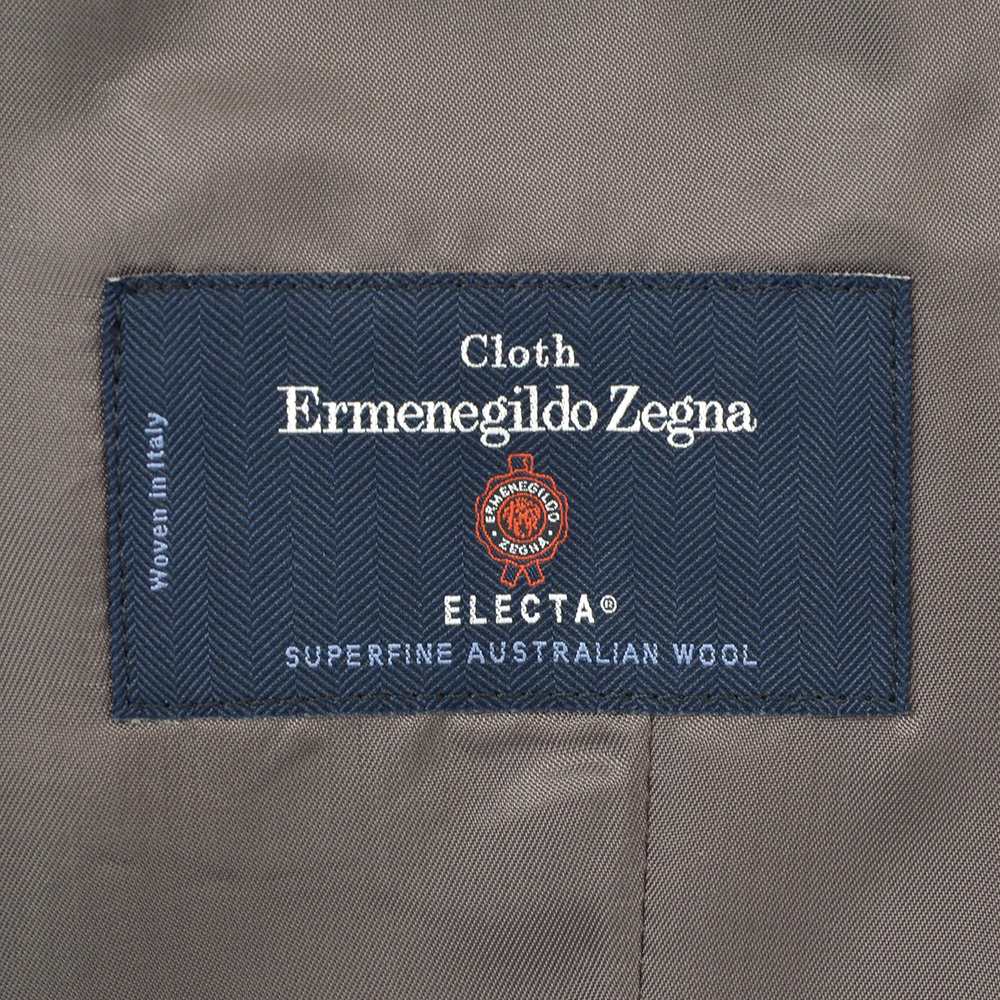 Cloth
Ermenegildo Zegna
ERMENEGILDO
ZEGNA
ELECTA®
SUPERFINE AUSTRALIAN WOOL
Woven in Italy